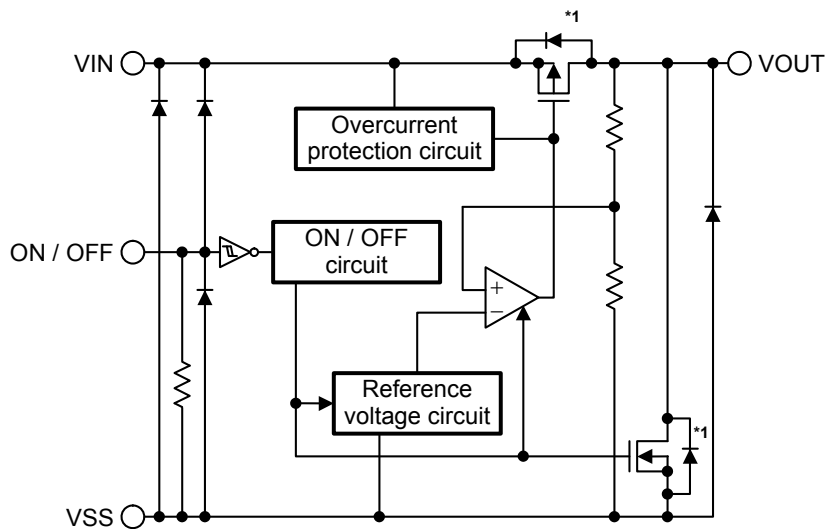 *1
VIN
VOUT
Overcurrent
protection circuit
ON / OFF
ON / OFF
circuit
+
−
Reference
voltage circuit
*1
VSS